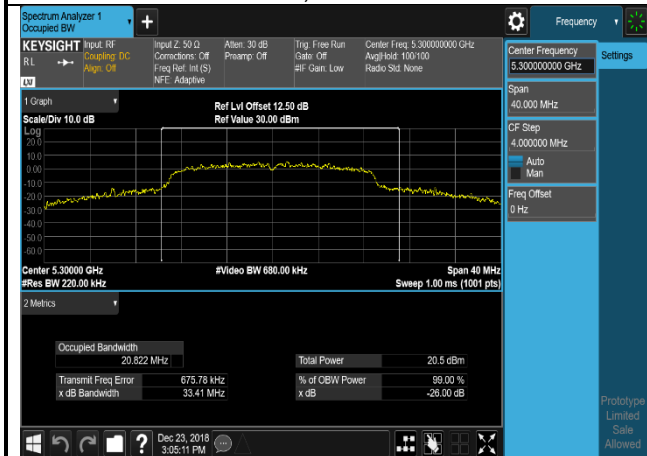 Spectrum Analyzer 1
Occupied BW
+
Frequency
KEYSIGHT
RL
LXI
Input: RF
Coupling: DC
Align: Off
Input Z: 50 Ω
Corrections: Off
Freq Ref: Int (S)
NFE: Adaptive
Atten: 30 dB
Preamp: Off
Trig: Free Run
Gate: Off
#IF Gain: Low
Center Freq: 5.300000000 GHz
Avg|Hold: 100/100
Radio Std: None
Center Frequency
5.300000000 GHz
Settings
Span
40.000 MHz
CF Step
4.000000 MHz
Auto
Man
Freq Offset
0 Hz
1 Graph
Scale/Div 10.0 dB
Ref Lvl Offset 12.50 dB
Ref Value 30.00 dBm
Log
20.0
10.0
0.00
-10.0
-20.0
-30.0
-40.0
-50.0
-60.0
Center 5.30000 GHz
#Video BW 680.00 kHz
Span 40 MHz
#Res BW 220.00 kHz
Sweep 1.00 ms (1001 pts)
2 Metrics
Occupied Bandwidth
20.822 MHz
Total Power 20.5 dBm
Transmit Freq Error 675.78 kHz
% of OBW Power 99.00 %
x dB Bandwidth 33.41 MHz
x dB -26.00 dB
Prototype
Limited
Sale
Allowed
?
Dec 23, 2018
3:05:11 PM